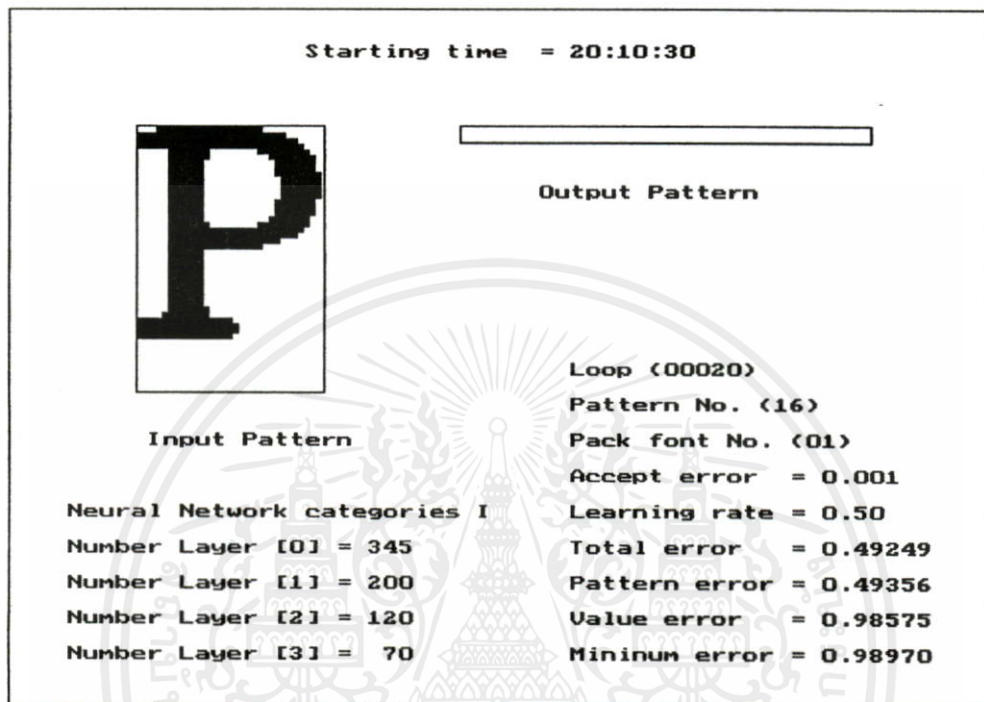 Starting time = 20:10:30
P
Output Pattern
Input Pattern
Loop (00020)
Pattern No. (16)
Pack font No. (01)
Accept error = 0.001
Learning rate = 0.50
Total error = 0.49249
Pattern error = 0.49356
Value error = 0.98575
Mininum error = 0.98970
Neural Network categories I
Number Layer [0] = 345
Number Layer [1] = 200
Number Layer [2] = 120
Number Layer [3] = 70